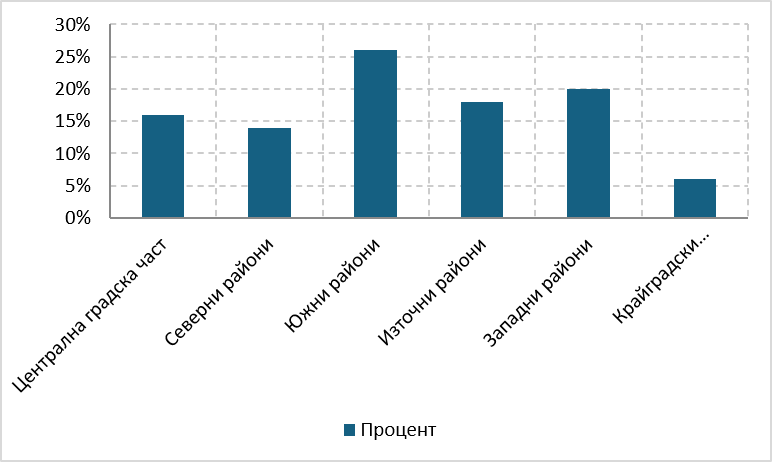 30%
25%
20%
15%
10%
5%
0%
Централна градска част
Северни райони
Южни райони
Източни райони
Западни райони
Крайградски...
Процент